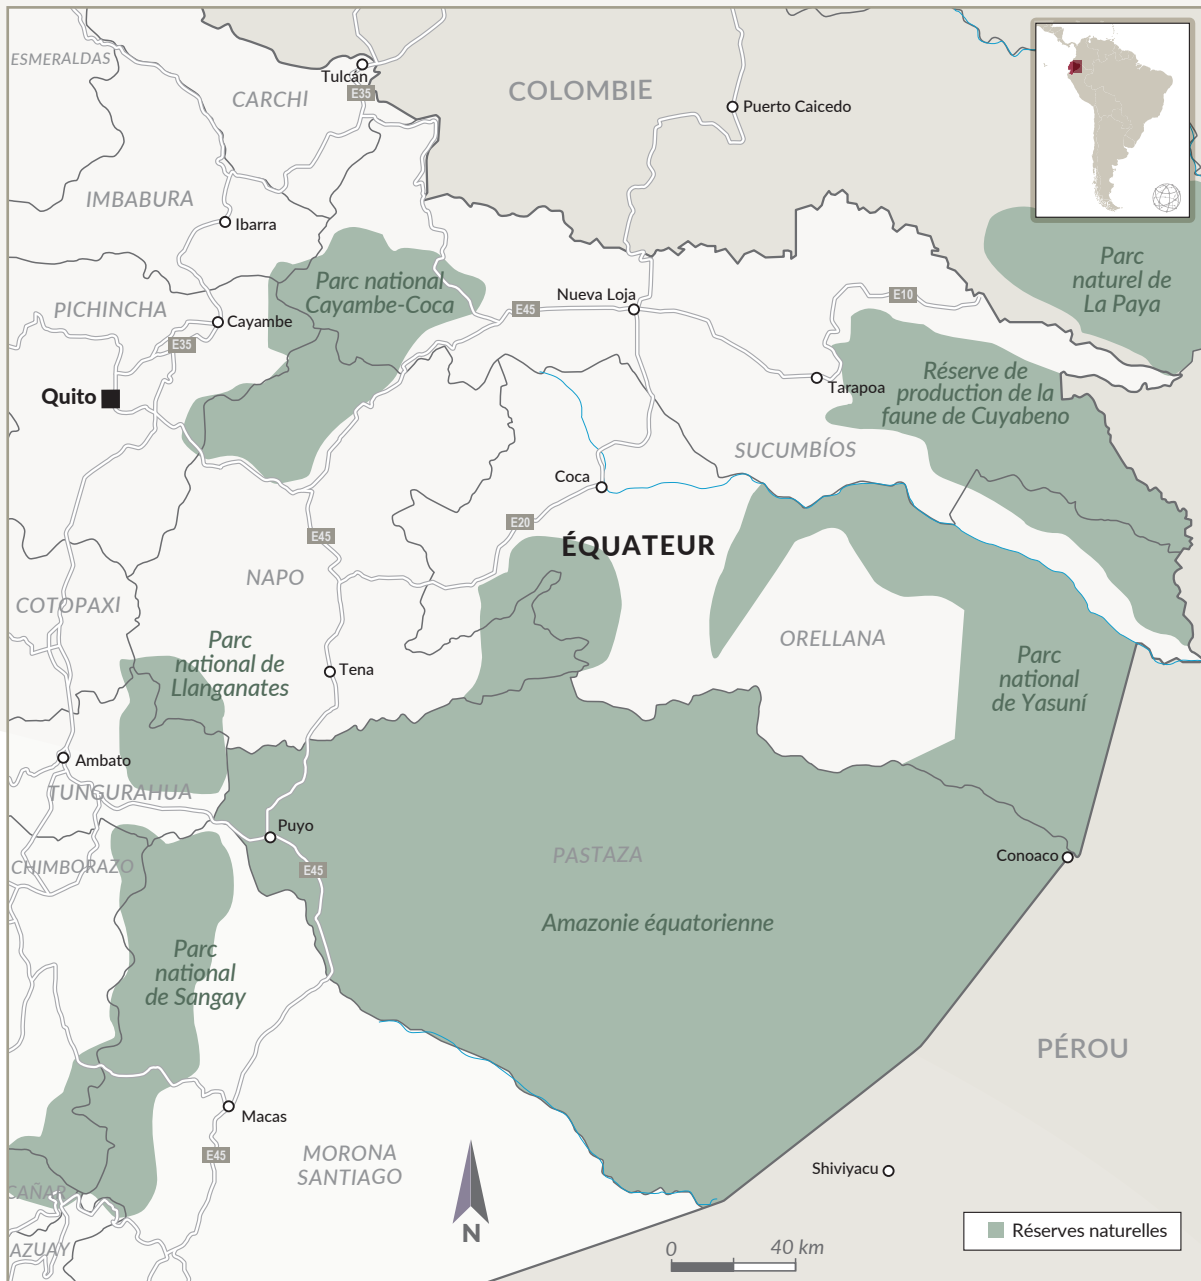 ESMERALDAS
Tulcán
E35
CARCHI
COLOMBIE
Puerto Caicedo
IMBABURA
Ibarra
Parc national
Cayambe-Coca
Parc
naturel de
La Paya
PICHINCHA
Cayambe
E35
Nueva Loja
E45
E10
Quito
Tarapoa
Réserve de
production de la
faune de Cuyabeno
SUCUMBÍOS
Coca
E20
E45
ÉQUATEUR
NAPO
COTOPAXI
ORELLANA
Parc
national de
Llanganates
Tena
Parc
national
de Yasuní
Ambato
TUNGURAHUA
Puyo
CHIMBORAZO
E45
PASTAZA
Conoaco
Amazonie équatorienne
Parc
national
de Sangay
PÉROU
Macas
E45
MORONA
SANTIAGO
Shiviyacu
CAÑAR
AZUAY
N
0 40 km
Réserves naturelles